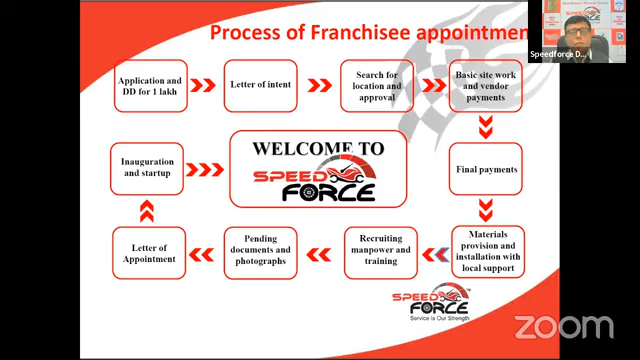 Process of Franchisee appointmen
Application and
DD for 1 lakh
Letter of intent
Search for
location and
approval
Basic site work
and vendor
payments
Inauguration
and startup
WELCOME TO
SPEED
FORCE
Final payments
Letter of
Appointment
Pending
documents and
photographs
Recruiting
manpower and
training
Materials
provision and
installation with
local support
SPEED
FORCE
Service is Our Strength
SPEED
FORCE
Speedforce D...
zoom